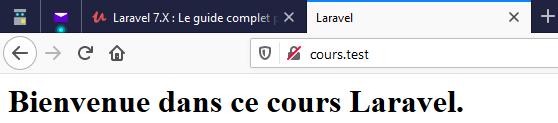 Laravel 7.X : Le guide complet
Laravel
cours.test
Bienvenue dans ce cours Laravel.